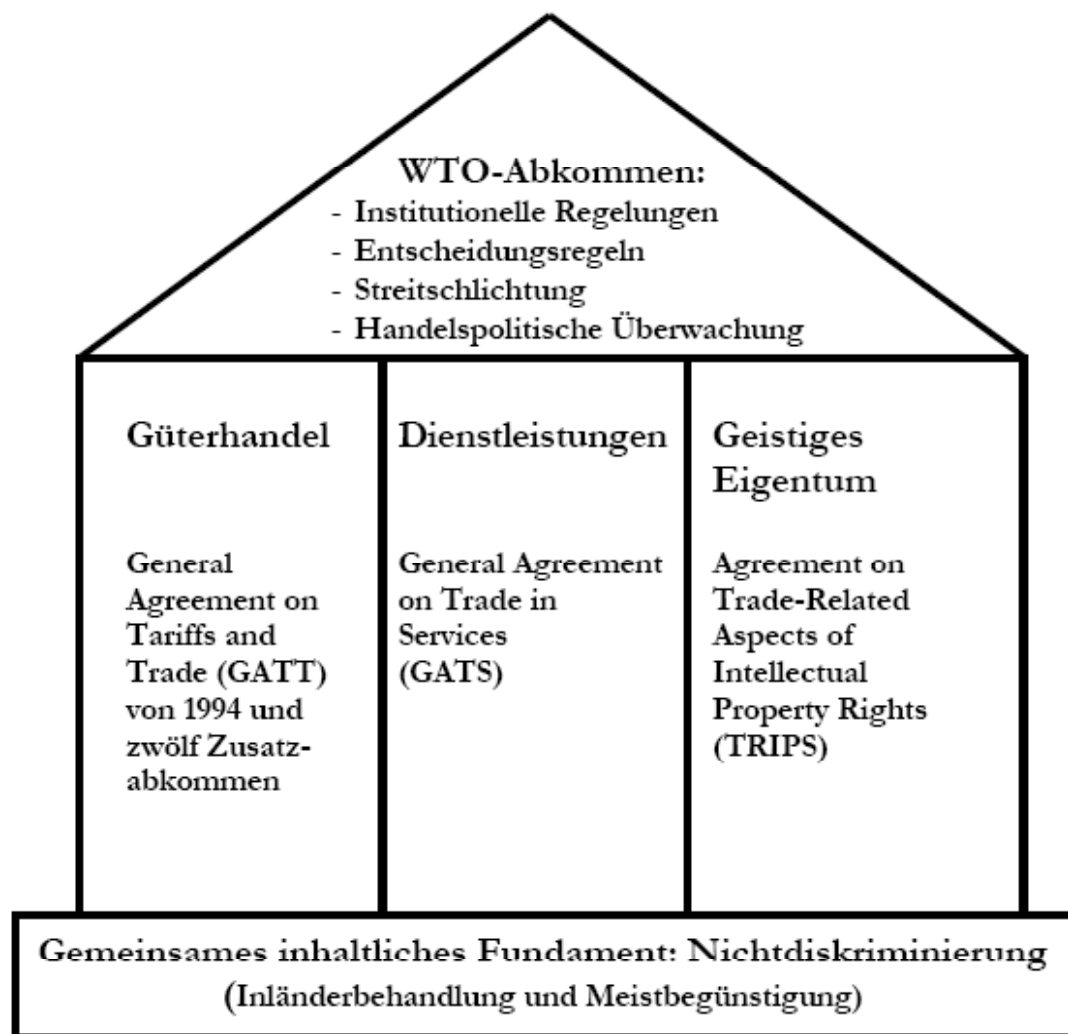 WTO-Abkommen:
- Institutionelle Regelungen
- Entscheidungsregeln
- Streitschlichtung
- Handelspolitische Überwachung
Güterhandel
General
Agreement on
Tariffs and
Trade (GATT)
von 1994 und
zwölf Zusatz-
abkommen
Dienstleistungen
General Agreement
on Trade in
Services
(GATS)
Geistiges
Eigentum
Agreement on
Trade-Related
Aspects of
Intellectual
Property Rights
(TRIPS)
Gemeinsames inhaltliches Fundament: Nichtdiskriminierung
(Inländerbehandlung und Meistbegünstigung)